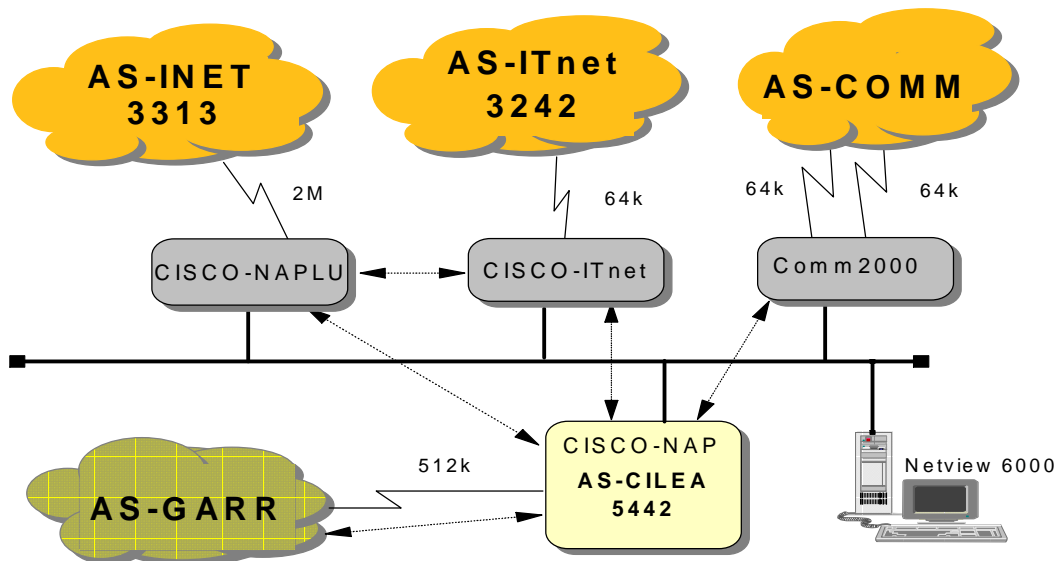 AS-INET
3313
AS-ITnet
3242
AS-COMM
2M
64k
64k
64k
CISCO-NAPLU
CISCO-ITnet
Comm2000
CISCO-NAP
AS-CILEA
5442
512k
AS-GARR
Netview 6000